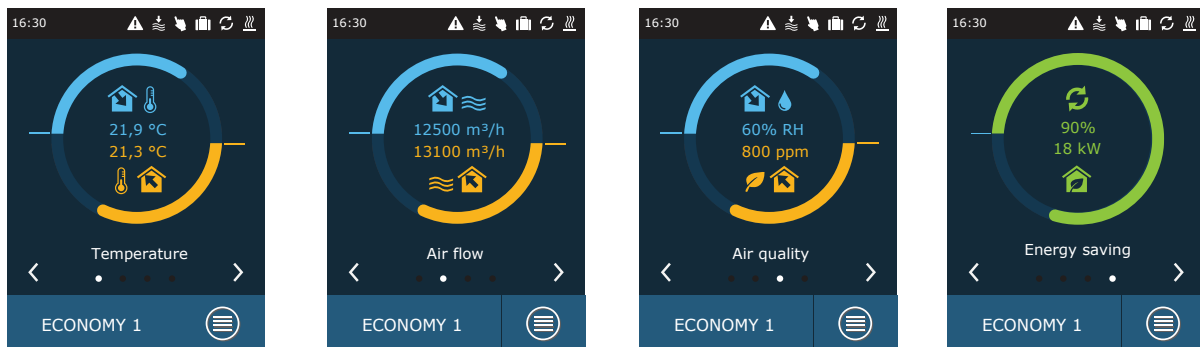 16:30
21,9 °C
21,3 °C
Temperature
ECONOMY 1
16:30
12500 m³/h
13100 m³/h
Air flow
ECONOMY 1
16:30
60% RH
800 ppm
Air quality
ECONOMY 1
16:30
90%
18 kW
Energy saving
ECONOMY 1